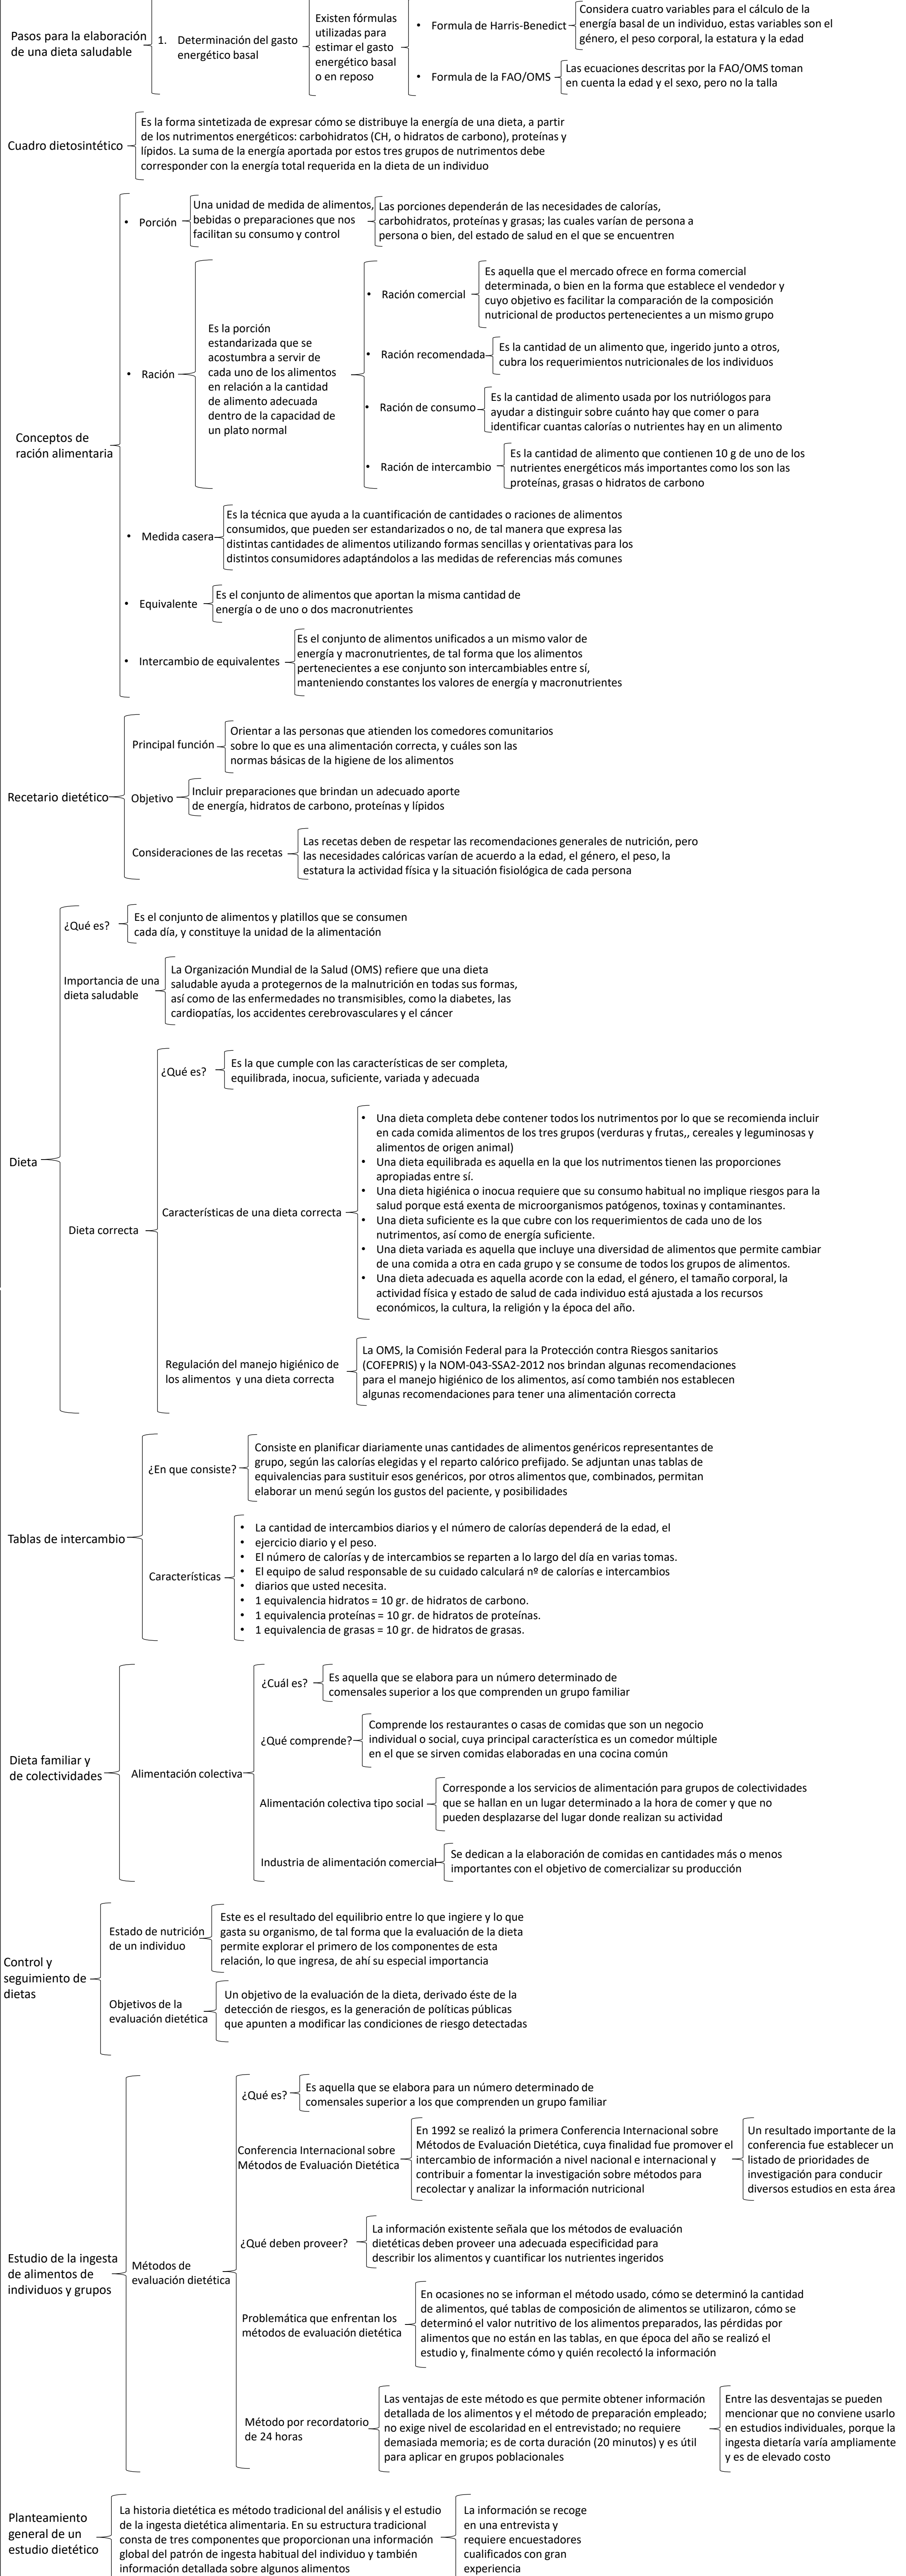 Pasos para la elaboración
de una dieta saludable
1. Determinación del gasto
energético basal
Existen fórmulas
utilizadas para
estimar el gasto
energético basal
o en reposo
• Formula de Harris-Benedict
Considera cuatro variables para el cálculo de la
energía basal de un individuo, estas variables son el
género, el peso corporal, la estatura y la edad
• Formula de la FAO/OMS
Las ecuaciones descritas por la FAO/OMS toman
en cuenta la edad y el sexo, pero no la talla
Cuadro dietosintético
Es la forma sintetizada de expresar cómo se distribuye la energía de una dieta, a partir
de los nutrimentos energéticos: carbohidratos (CH, o hidratos de carbono), proteínas y
lípidos. La suma de la energía aportada por estos tres grupos de nutrimentos debe
corresponder con la energía total requerida en la dieta de un individuo
Conceptos de
ración alimentaria
• Porción
Una unidad de medida de alimentos,
bebidas o preparaciones que nos
facilitan su consumo y control
Las porciones dependerán de las necesidades de calorías,
carbohidratos, proteínas y grasas; las cuales varían de persona a
persona o bien, del estado de salud en el que se encuentren
• Ración
Es la porción
estandarizada que se
acostumbra a servir de
cada uno de los alimentos
en relación a la cantidad
de alimento adecuada
dentro de la capacidad de
un plato normal
• Ración comercial
Es aquella que el mercado ofrece en forma comercial
determinada, o bien en la forma que establece el vendedor y
cuyo objetivo es facilitar la comparación de la composición
nutricional de productos pertenecientes a un mismo grupo
• Ración recomendada
Es la cantidad de un alimento que, ingerido junto a otros,
cubra los requerimientos nutricionales de los individuos
• Ración de consumo
Es la cantidad de alimento usada por los nutriólogos para
ayudar a distinguir sobre cuánto hay que comer o para
identificar cuantas calorías o nutrientes hay en un alimento
• Ración de intercambio
Es la cantidad de alimento que contienen 10 g de uno de los
nutrientes energéticos más importantes como los son las
proteínas, grasas o hidratos de carbono
• Medida casera
Es la técnica que ayuda a la cuantificación de cantidades o raciones de alimentos
consumidos, que pueden ser estandarizados o no, de tal manera que expresa las
distintas cantidades de alimentos utilizando formas sencillas y orientativas para los
distintos consumidores adaptándolos a las medidas de referencias más comunes
• Equivalente
Es el conjunto de alimentos que aportan la misma cantidad de
energía o de uno o dos macronutrientes
• Intercambio de equivalentes
Es el conjunto de alimentos unificados a un mismo valor de
energía y macronutrientes, de tal forma que los alimentos
pertenecientes a ese conjunto son intercambiables entre sí,
manteniendo constantes los valores de energía y macronutrientes
Recetario dietético
Principal función
Orientar a las personas que atienden los comedores comunitarios
sobre lo que es una alimentación correcta, y cuáles son las
normas básicas de la higiene de los alimentos
Objetivo
Incluir preparaciones que brindan un adecuado aporte
de energía, hidratos de carbono, proteínas y lípidos
Consideraciones de las recetas
Las recetas deben de respetar las recomendaciones generales de nutrición, pero
las necesidades calóricas varían de acuerdo a la edad, el género, el peso, la
estatura la actividad física y la situación fisiológica de cada persona
Dieta
¿Qué es?
Es el conjunto de alimentos y platillos que se consumen
cada día, y constituye la unidad de la alimentación
Importancia de una
dieta saludable
La Organización Mundial de la Salud (OMS) refiere que una dieta
saludable ayuda a protegernos de la malnutrición en todas sus formas,
así como de las enfermedades no transmisibles, como la diabetes, las
cardiopatías, los accidentes cerebrovasculares y el cáncer
Dieta correcta
¿Qué es?
Es la que cumple con las características de ser completa,
equilibrada, inocua, suficiente, variada y adecuada
Características de una dieta correcta
• Una dieta completa debe contener todos los nutrimentos por lo que se recomienda incluir
en cada comida alimentos de los tres grupos (verduras y frutas,, cereales y leguminosas y
alimentos de origen animal)
• Una dieta equilibrada es aquella en la que los nutrimentos tienen las proporciones
apropiadas entre sí.
• Una dieta higiénica o inocua requiere que su consumo habitual no implique riesgos para la
salud porque está exenta de microorganismos patógenos, toxinas y contaminantes.
• Una dieta suficiente es la que cubre con los requerimientos de cada uno de los
nutrimentos, así como de energía suficiente.
• Una dieta variada es aquella que incluye una diversidad de alimentos que permite cambiar
de una comida a otra en cada grupo y se consume de todos los grupos de alimentos.
• Una dieta adecuada es aquella acorde con la edad, el género, el tamaño corporal, la
actividad física y estado de salud de cada individuo está ajustada a los recursos
económicos, la cultura, la religión y la época del año.
Regulación del manejo higiénico de
los alimentos y una dieta correcta
La OMS, la Comisión Federal para la Protección contra Riesgos sanitarios
(COFEPRIS) y la NOM-043-SSA2-2012 nos brindan algunas recomendaciones
para el manejo higiénico de los alimentos, así como también nos establecen
algunas recomendaciones para tener una alimentación correcta
Tablas de intercambio
¿En que consiste?
Consiste en planificar diariamente unas cantidades de alimentos genéricos representantes de
grupo, según las calorías elegidas y el reparto calórico prefijado. Se adjuntan unas tablas de
equivalencias para sustituir esos genéricos, por otros alimentos que, combinados, permitan
elaborar un menú según los gustos del paciente, y posibilidades
Características
• La cantidad de intercambios diarios y el número de calorías dependerá de la edad, el
• ejercicio diario y el peso.
• El número de calorías y de intercambios se reparten a lo largo del día en varias tomas.
• El equipo de salud responsable de su cuidado calculará nº de calorías e intercambios
• diarios que usted necesita.
• 1 equivalencia hidratos = 10 gr. de hidratos de carbono.
• 1 equivalencia proteínas = 10 gr. de hidratos de proteínas.
• 1 equivalencia de grasas = 10 gr. de hidratos de grasas.
Dieta familiar y
de colectividades
Alimentación colectiva
¿Cuál es?
Es aquella que se elabora para un número determinado de
comensales superior a los que comprenden un grupo familiar
¿Qué comprende?
Comprende los restaurantes o casas de comidas que son un negocio
individual o social, cuya principal característica es un comedor múltiple
en el que se sirven comidas elaboradas en una cocina común
Alimentación colectiva tipo social
Corresponde a los servicios de alimentación para grupos de colectividades
que se hallan en un lugar determinado a la hora de comer y que no
pueden desplazarse del lugar donde realizan su actividad
Industria de alimentación comercial
Se dedican a la elaboración de comidas en cantidades más o menos
importantes con el objetivo de comercializar su producción
Control y
seguimiento de
dietas
Estado de nutrición
de un individuo
Este es el resultado del equilibrio entre lo que ingiere y lo que
gasta su organismo, de tal forma que la evaluación de la dieta
permite explorar el primero de los componentes de esta
relación, lo que ingresa, de ahí su especial importancia
Objetivos de la
evaluación dietética
Un objetivo de la evaluación de la dieta, derivado éste de la
detección de riesgos, es la generación de políticas públicas
que apunten a modificar las condiciones de riesgo detectadas
Estudio de la ingesta
de alimentos de
individuos y grupos
Métodos de
evaluación dietética
¿Qué es?
Es aquella que se elabora para un número determinado de
comensales superior a los que comprenden un grupo familiar
Conferencia Internacional sobre
Métodos de Evaluación Dietética
En 1992 se realizó la primera Conferencia Internacional sobre
Métodos de Evaluación Dietética, cuya finalidad fue promover el
intercambio de información a nivel nacional e internacional y
contribuir a fomentar la investigación sobre métodos para
recolectar y analizar la información nutricional
Un resultado importante de la
conferencia fue establecer un
listado de prioridades de
investigación para conducir
diversos estudios en esta área
¿Qué deben proveer?
La información existente señala que los métodos de evaluación
dietéticas deben proveer una adecuada especificidad para
describir los alimentos y cuantificar los nutrientes ingeridos
Problemática que enfrentan los
métodos de evaluación dietética
En ocasiones no se informan el método usado, cómo se determinó la cantidad
de alimentos, qué tablas de composición de alimentos se utilizaron, cómo se
determinó el valor nutritivo de los alimentos preparados, las pérdidas por
alimentos que no están en las tablas, en que época del año se realizó el
estudio y, finalmente cómo y quién recolectó la información
Método por recordatorio
de 24 horas
Las ventajas de este método es que permite obtener información
detallada de los alimentos y el método de preparación empleado;
no exige nivel de escolaridad en el entrevistado; no requiere
demasiada memoria; es de corta duración (20 minutos) y es útil
para aplicar en grupos poblacionales
Entre las desventajas se pueden
mencionar que no conviene usarlo
en estudios individuales, porque la
ingesta dietaría varía ampliamente
y es de elevado costo
Planteamiento
general de un
estudio dietético
La historia dietética es método tradicional del análisis y el estudio
de la ingesta dietética alimentaria. En su estructura tradicional
consta de tres componentes que proporcionan una información
global del patrón de ingesta habitual del individuo y también
información detallada sobre algunos alimentos
La información se recoge
en una entrevista y
requiere encuestadores
cualificados con gran
experiencia